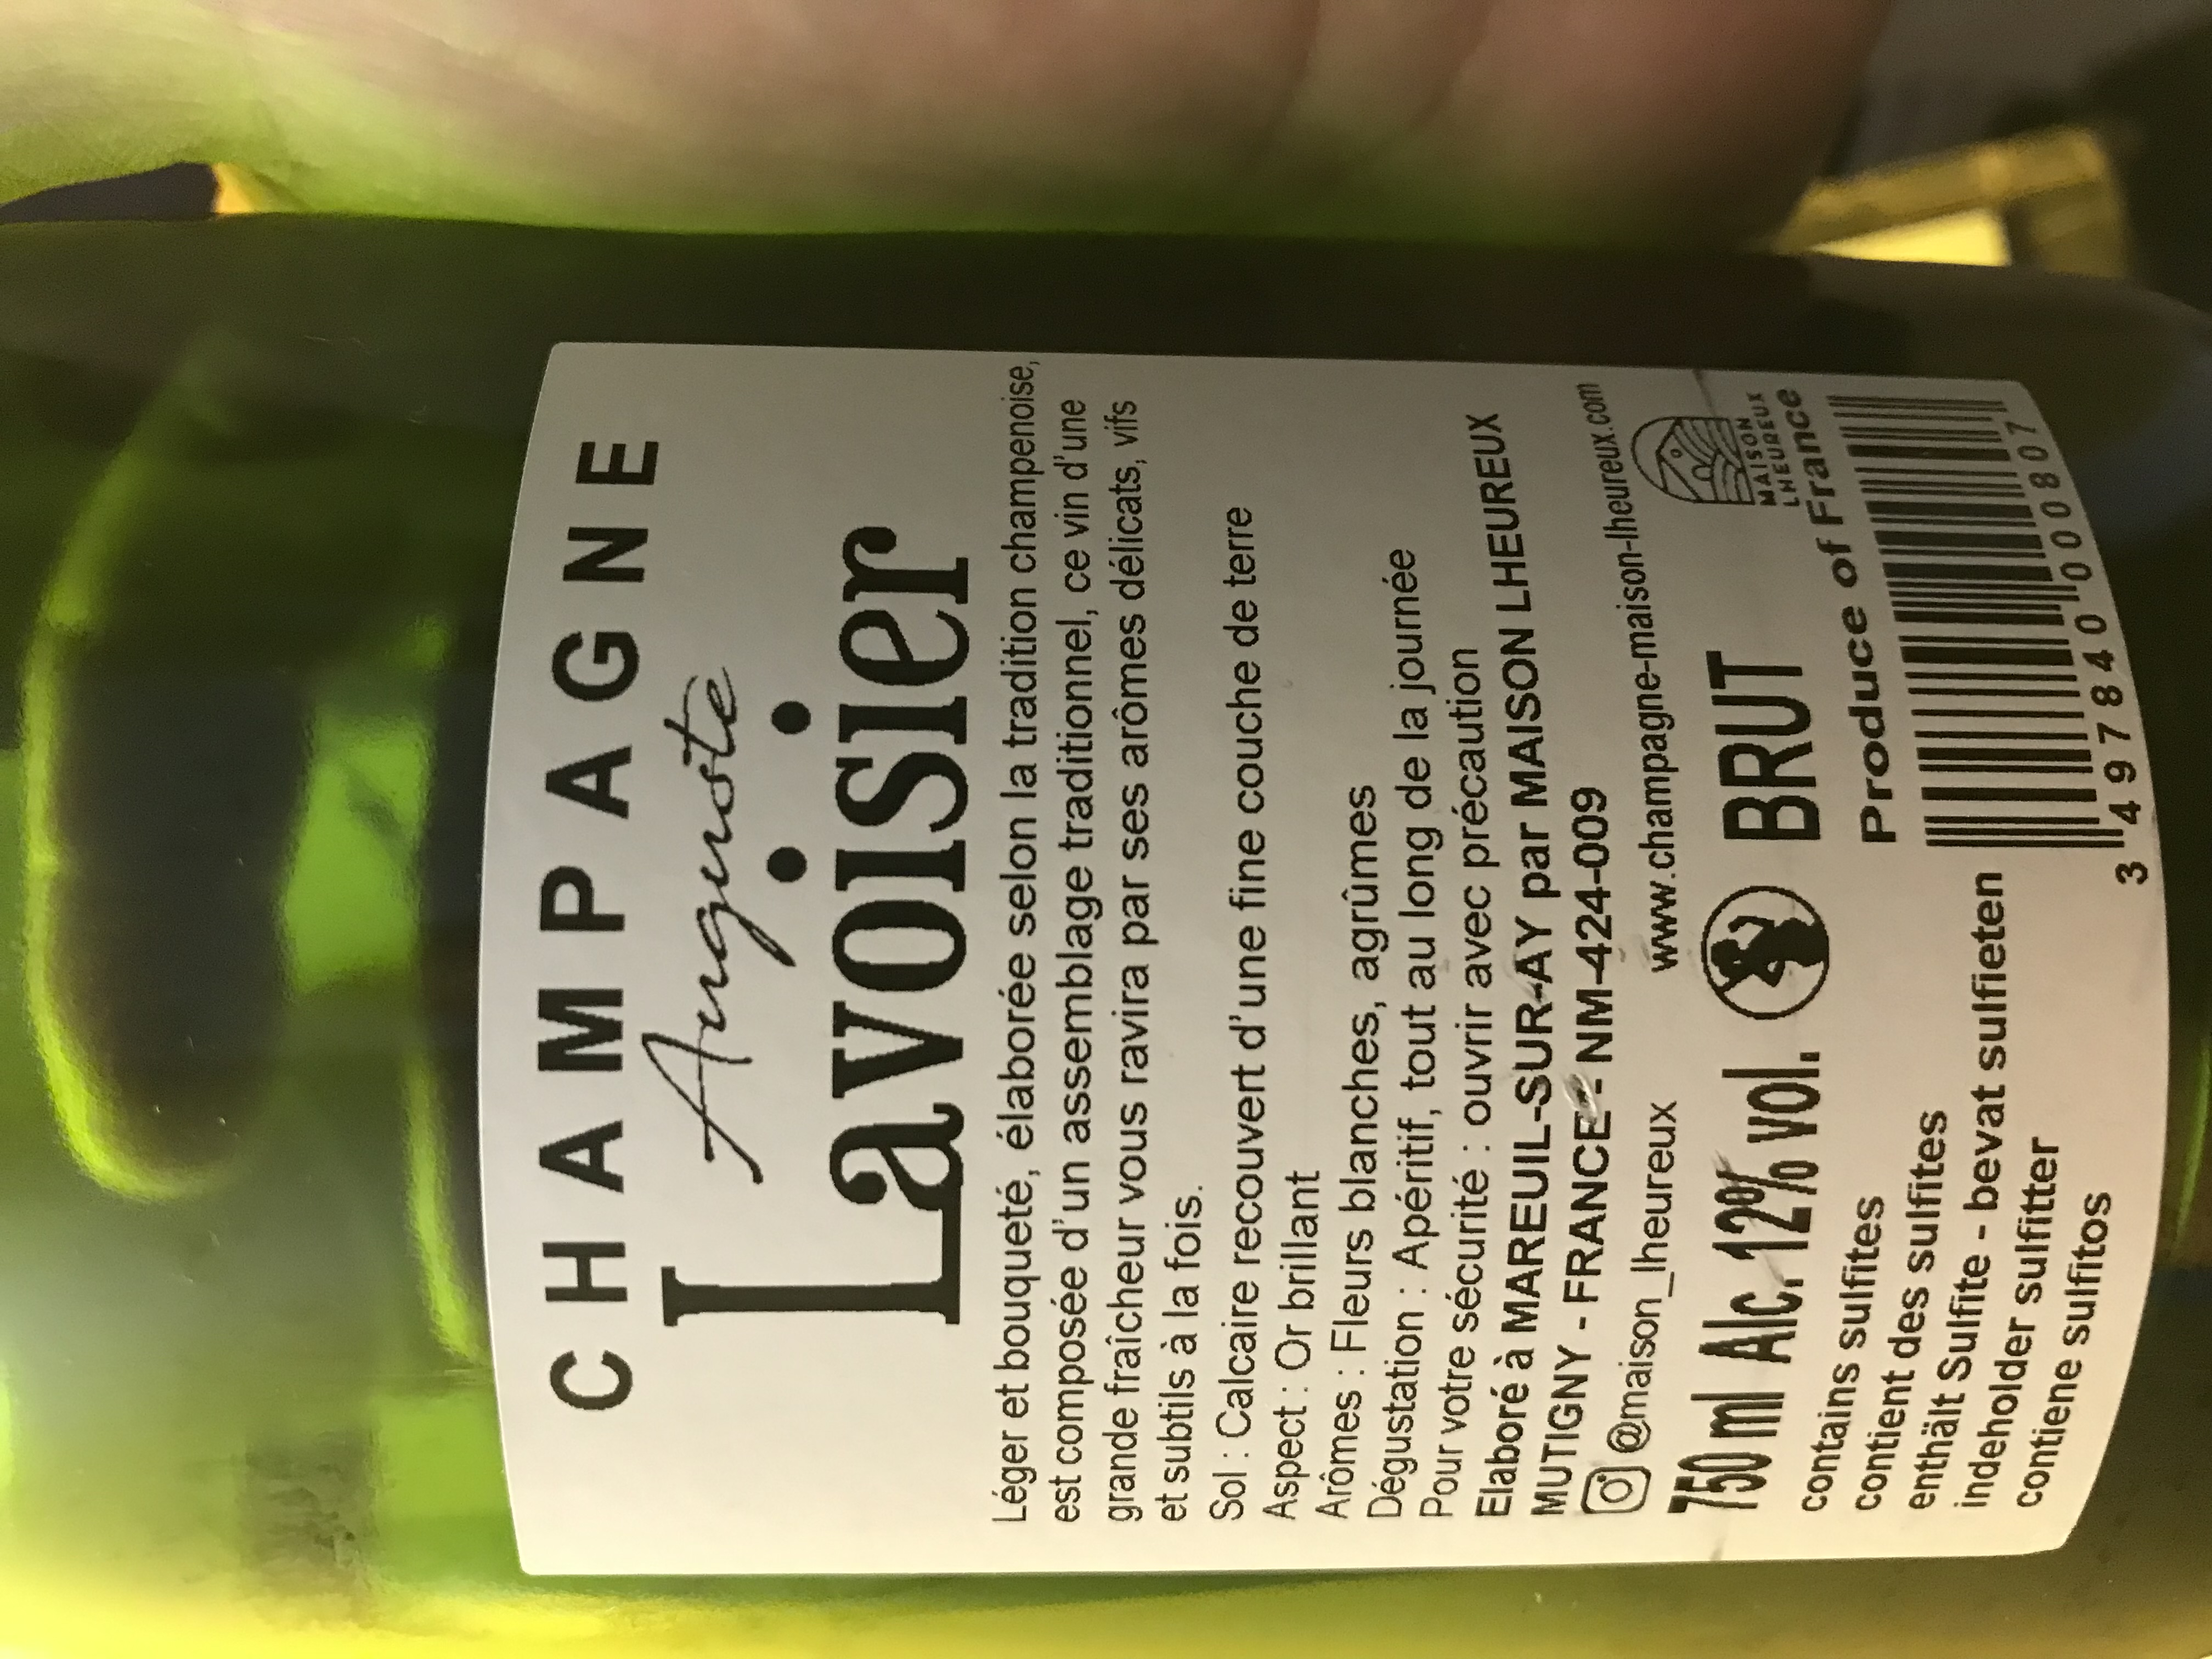 CHAMPAGNE
Auguste
Lavoisier
Léger et bouqueté, élaborée selon la tradition champenoise,
est composée d'un assemblage traditionnel, ce vin d'une
grande fraîcheur vous ravira par ses arômes délicats, vifs
et subtils à la fois.
Sol : Calcaire recouvert d'une fine couche de terre
Aspect : Or brillant
Arômes : Fleurs blanches, agrûmes
Dégustation : Apéritif, tout au long de la journée
Pour votre sécurité : ouvrir avec précaution
Elaboré à MAREUIL-SUR-AY par MAISON LHEUREUX
MUTIGNY - FRANCE - NM-424-009
@maison_lheureux www.champagne-maison-lheureux.com
MAISON
LHEUREUX
750 ml Alc. 12% vol. BRUT
Produce of France
contains sulfites
contient des sulfites
enthält Sulfite - bevat sulfieten
indeholder sulfitter
contiene sulfitos
3 497840 000807